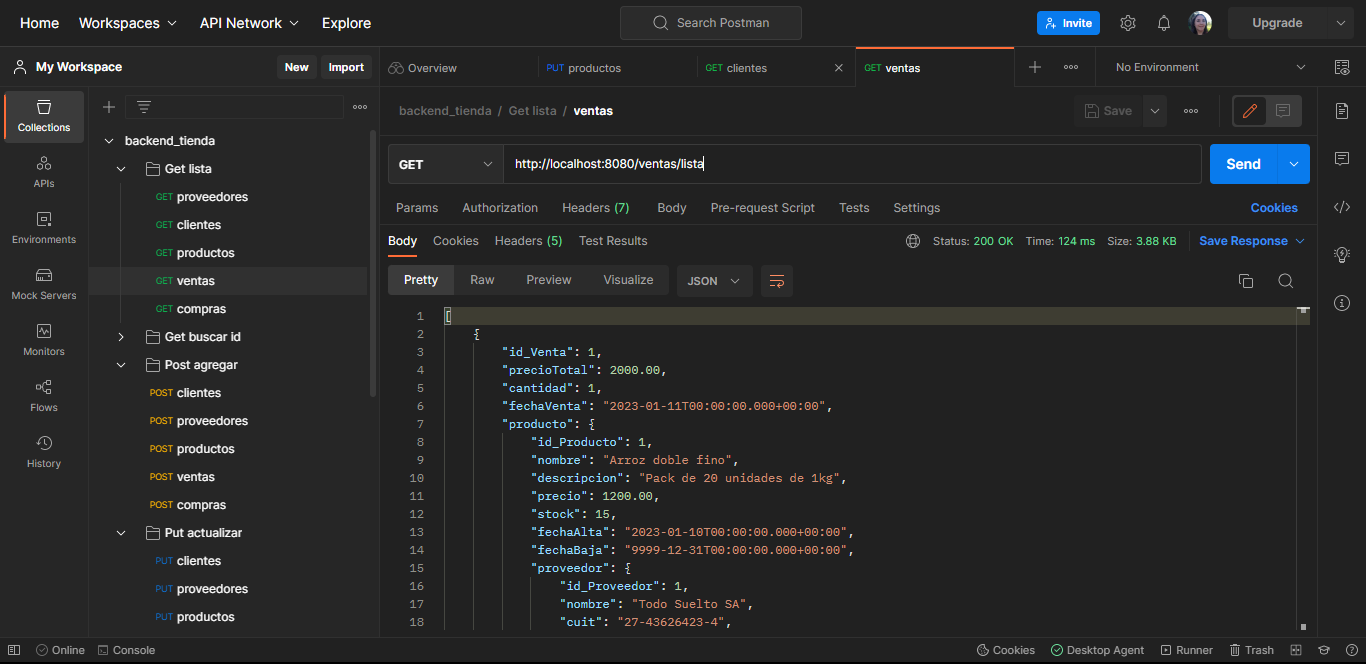 Home Workspaces API Network Explore Search Postman Invite Upgrade
My Workspace New Import Overview PUT productos GET clientes GET ventas No Environment
Collections
APIs
Environments
Mock Servers
Monitors
Flows
History
backend_tienda
Get lista
GET proveedores
GET clientes
GET productos
GET ventas
GET compras
Get buscar id
Post agregar
POST clientes
POST proveedores
POST productos
POST ventas
POST compras
Put actualizar
PUT clientes
PUT proveedores
PUT productos
backend_tienda / Get lista / ventas Save
GET http://localhost:8080/ventas/lista Send
Params Authorization Headers (7) Body Pre-request Script Tests Settings Cookies
Body Cookies Headers (5) Test Results Status: 200 OK Time: 124 ms Size: 3.88 KB Save Response
Pretty Raw Preview Visualize JSON
1 [
2 {
3 "id_Venta": 1,
4 "precioTotal": 2000.00,
5 "cantidad": 1,
6 "fechaVenta": "2023-01-11T00:00:00.000+00:00",
7 "producto": {
8 "id_Producto": 1,
9 "nombre": "Arroz doble fino",
10 "descripcion": "Pack de 20 unidades de 1kg",
11 "precio": 1200.00,
12 "stock": 15,
13 "fechaAlta": "2023-01-10T00:00:00.000+00:00",
14 "fechaBaja": "9999-12-31T00:00:00.000+00:00",
15 "proveedor": {
16 "id_Proveedor": 1,
17 "nombre": "Todo Suelto SA",
18 "cuit": "27-43626423-4",
Online Console Cookies Desktop Agent Runner Trash